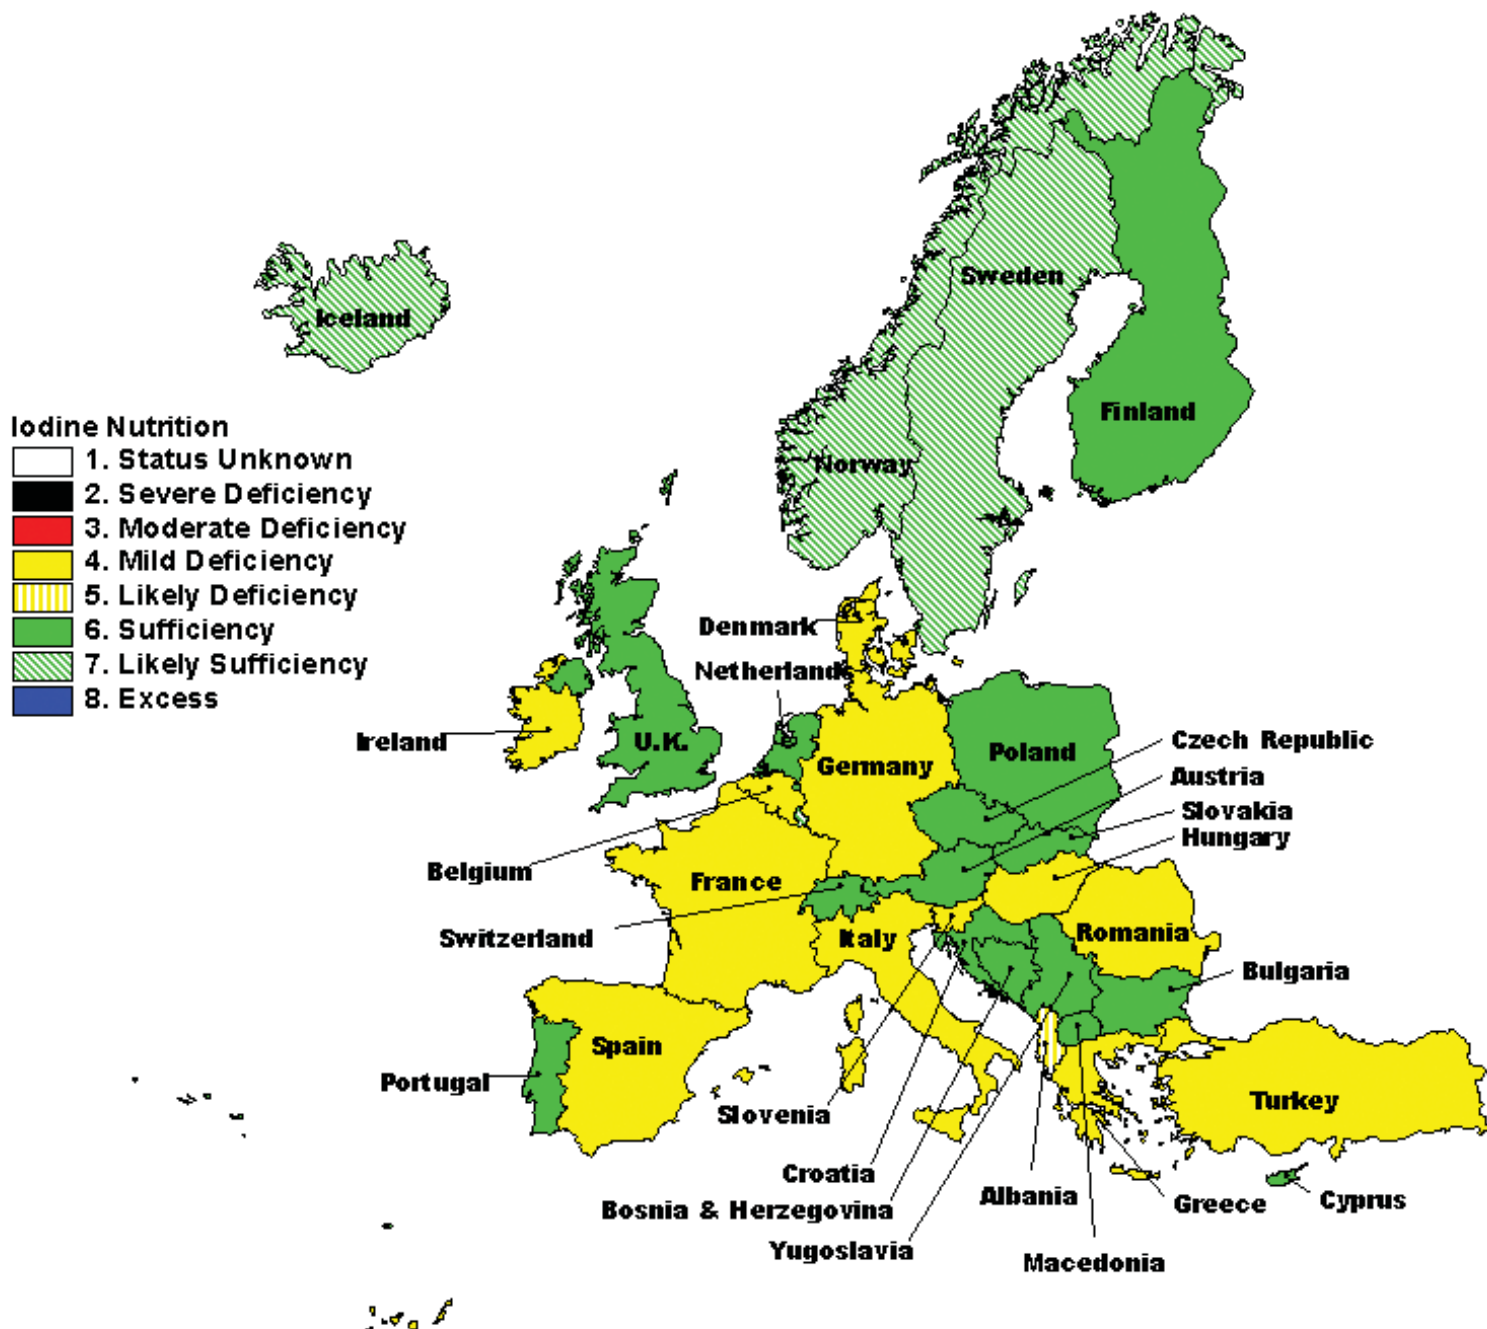 Iceland
Sweden
Finland
Norway
Iodine Nutrition
1. Status Unknown
2. Severe Deficiency
3. Moderate Deficiency
4. Mild Deficiency
5. Likely Deficiency
6. Sufficiency
7. Likely Sufficiency
8. Excess
Denmark
Netherlands
Ireland
U.K.
Germany
Poland
Czech Republic
Austria
Slovakia
Hungary
Belgium
France
Switzerland
Italy
Romania
Bulgaria
Spain
Portugal
Slovenia
Turkey
Croatia
Bosnia & Herzegovina
Albania
Greece
Cyprus
Yugoslavia
Macedonia